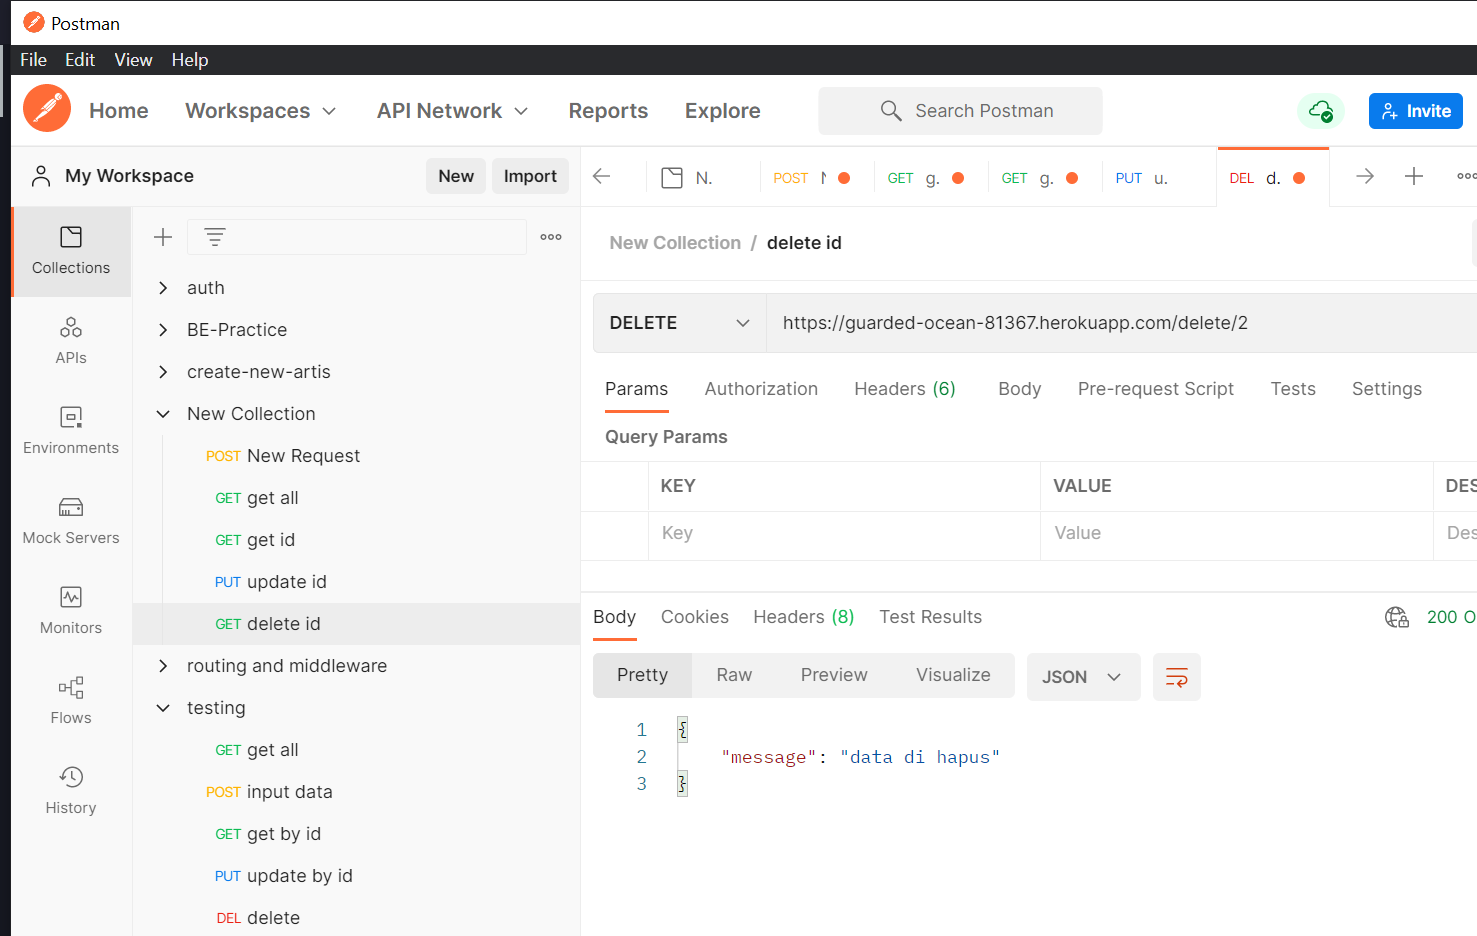 Postman
File Edit View Help
Home Workspaces API Network Reports Explore Search Postman Invite
My Workspace New Import
N. POST GET g. GET g. PUT u. DEL d.
Collections
APIs
Environments
Mock Servers
Monitors
Flows
History
auth
BE-Practice
create-new-artis
New Collection
POST New Request
GET get all
GET get id
PUT update id
GET delete id
routing and middleware
testing
GET get all
POST input data
GET get by id
PUT update by id
DEL delete
New Collection / delete id
DELETE https://guarded-ocean-81367.herokuapp.com/delete/2
Params Authorization Headers (6) Body Pre-request Script Tests Settings
Query Params
KEY VALUE DES
Key Value Des
Body Cookies Headers (8) Test Results 200 O
Pretty Raw Preview Visualize JSON
1 {
2 "message": "data di hapus"
3 }